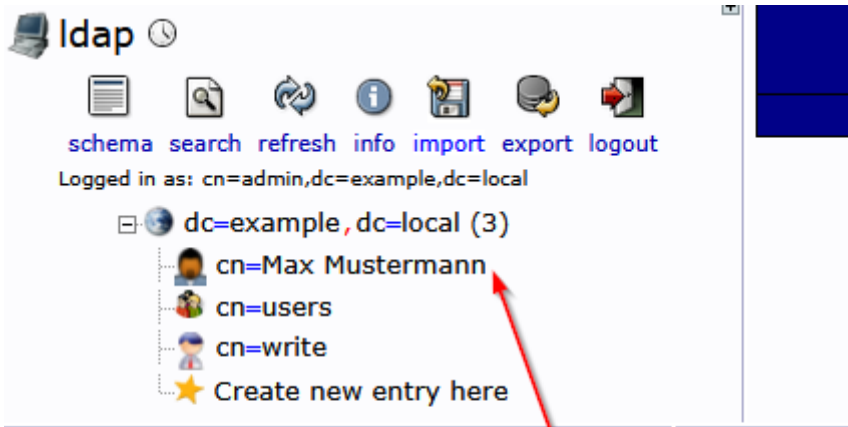 ldap
schema search refresh info import export logout
Logged in as: cn=admin,dc=example,dc=local
dc=example,dc=local (3)
cn=Max Mustermann
cn=users
cn=write
Create new entry here